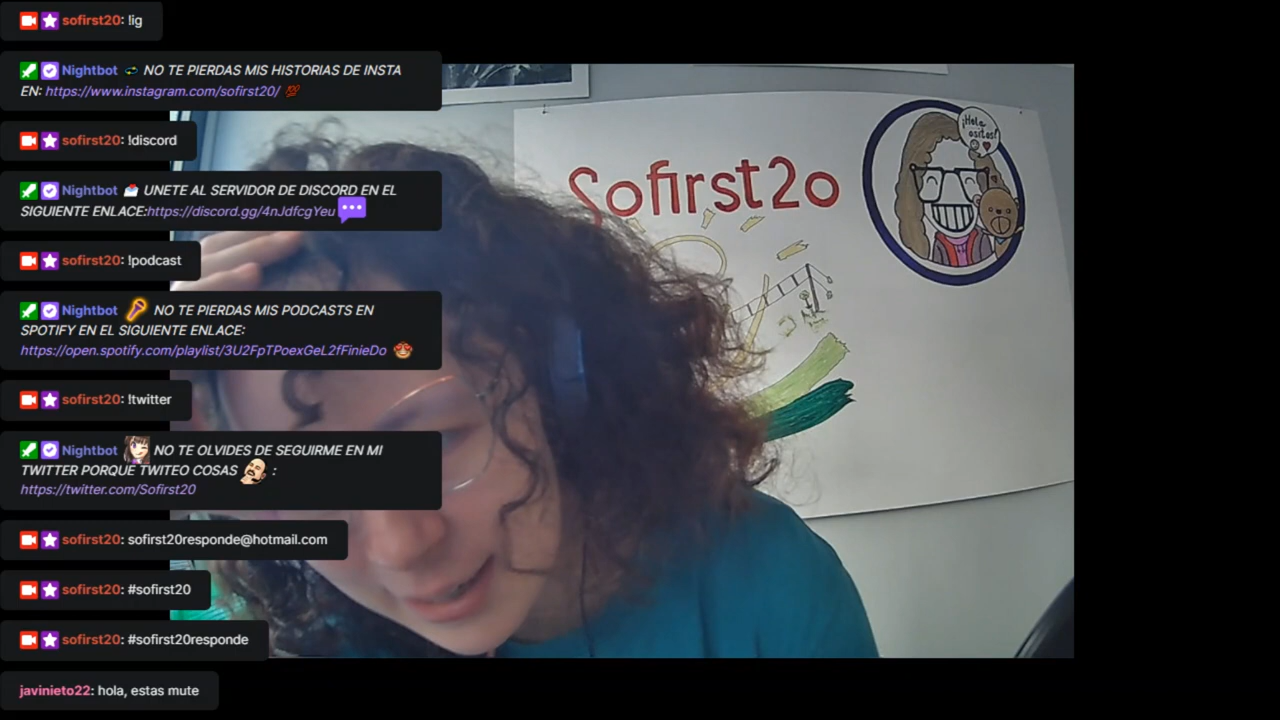 sofirst20: !ig
Nightbot NO TE PIERDAS MIS HISTORIAS DE INSTA
EN: https://www.instagram.com/sofirst20/ 💯
sofirst20: !discord
Nightbot UNETE AL SERVIDOR DE DISCORD EN EL
SIGUIENTE ENLACE:https://discord.gg/4nJdfcgYeu
sofirst20: !podcast
Nightbot NO TE PIERDAS MIS PODCASTS EN
SPOTIFY EN EL SIGUIENTE ENLACE:
https://open.spotify.com/playlist/3U2FpTPoexGeL2fFinieDo
sofirst20: !twitter
Nightbot NO TE OLVIDES DE SEGUIRME EN MI
TWITTER PORQUE TWITEO COSAS :
https://twitter.com/Sofirst20
sofirst20: sofirst20responde@hotmail.com
sofirst20: #sofirst20
sofirst20: #sofirst20responde
javinieto22: hola, estas mute
Sofirst20
¡Hola
ositos!